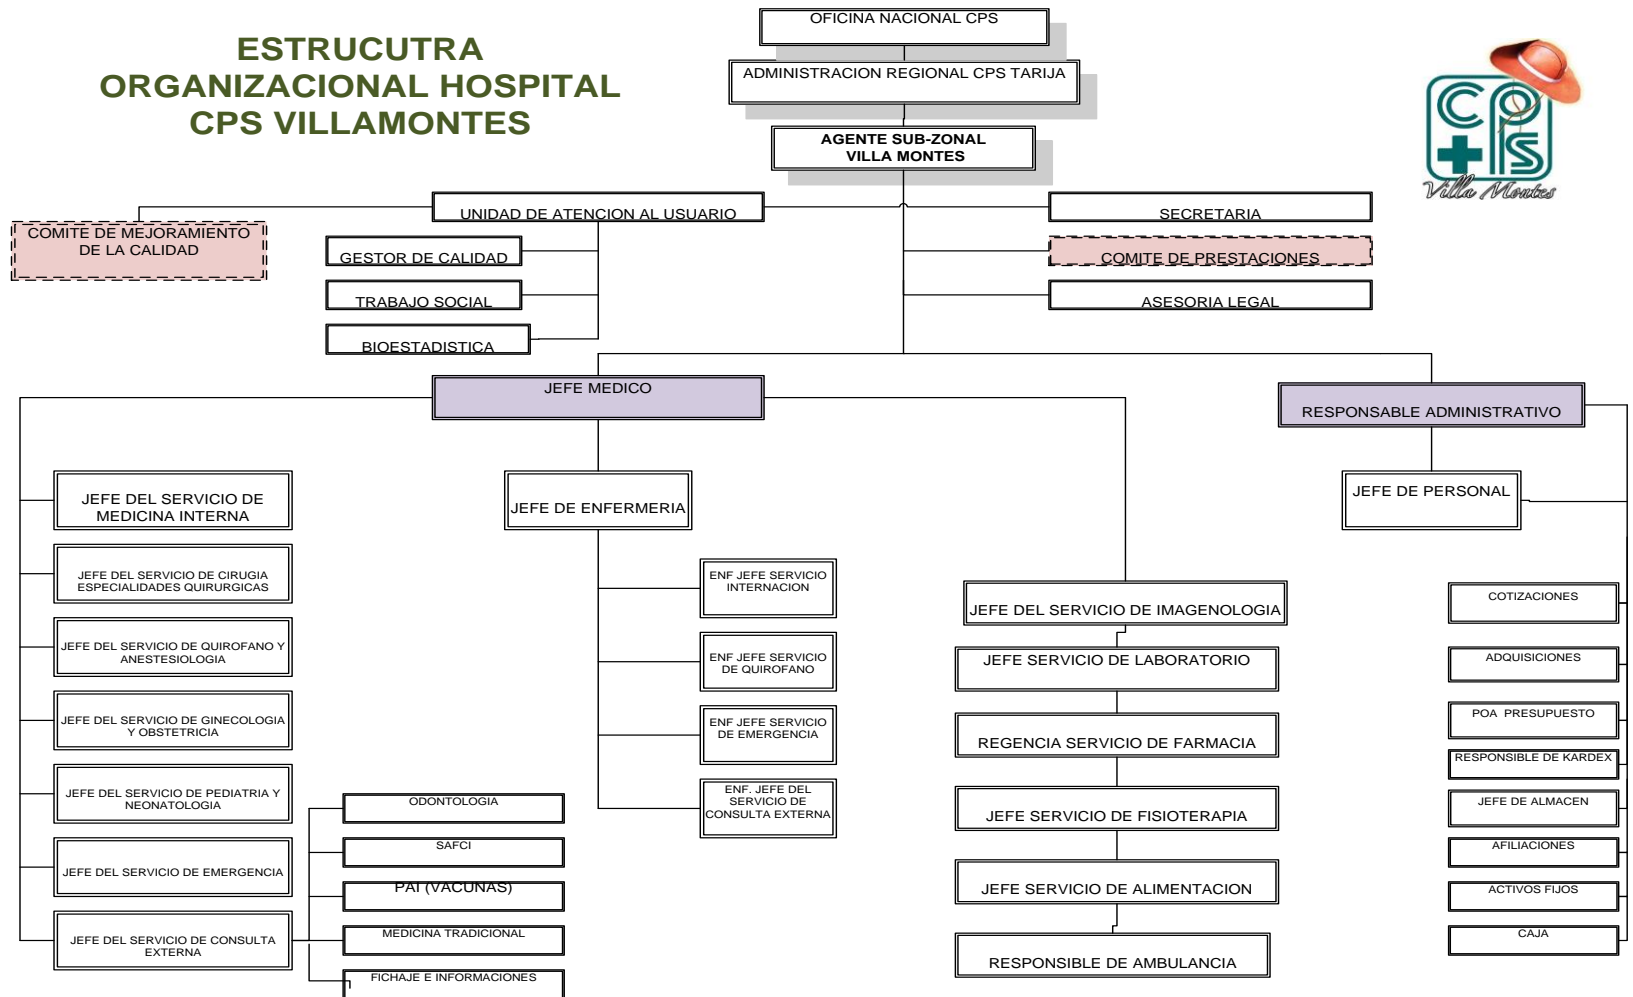 ESTRUCUTRA
ORGANIZACIONAL HOSPITAL
CPS VILLAMONTES
OFICINA NACIONAL CPS
ADMINISTRACION REGIONAL CPS TARIJA
AGENTE SUB-ZONAL
VILLA MONTES
CPS
Villa Montes
UNIDAD DE ATENCION AL USUARIO
SECRETARIA
COMITE DE MEJORAMIENTO
DE LA CALIDAD
GESTOR DE CALIDAD
COMITE DE PRESTACIONES
TRABAJO SOCIAL
ASESORIA LEGAL
BIOESTADISTICA
JEFE MEDICO
RESPONSABLE ADMINISTRATIVO
JEFE DEL SERVICIO DE
MEDICINA INTERNA
JEFE DEL SERVICIO DE CIRUGIA
ESPECIALIDADES QUIRURGICAS
JEFE DEL SERVICIO DE QUIROFANO Y
ANESTESIOLOGIA
JEFE DEL SERVICIO DE GINECOLOGIA
Y OBSTETRICIA
JEFE DEL SERVICIO DE PEDIATRIA Y
NEONATOLOGIA
JEFE DEL SERVICIO DE EMERGENCIA
JEFE DEL SERVICIO DE CONSULTA
EXTERNA
ODONTOLOGIA
SAFCI
PAI (VACUNAS)
MEDICINA TRADICIONAL
FICHAJE E INFORMACIONES
JEFE DE ENFERMERIA
ENF JEFE SERVICIO
INTERNACION
ENF JEFE SERVICIO
DE QUIROFANO
ENF JEFE SERVICIO
DE EMERGENCIA
ENF. JEFE DEL
SERVICIO DE
CONSULTA EXTERNA
JEFE DEL SERVICIO DE IMAGENOLOGIA
JEFE SERVICIO DE LABORATORIO
REGENCIA SERVICIO DE FARMACIA
JEFE SERVICIO DE FISIOTERAPIA
JEFE SERVICIO DE ALIMENTACION
RESPONSIBLE DE AMBULANCIA
JEFE DE PERSONAL
COTIZACIONES
ADQUISICIONES
POA PRESUPUESTO
RESPONSIBLE DE KARDEX
JEFE DE ALMACEN
AFILIACIONES
ACTIVOS FIJOS
CAJA